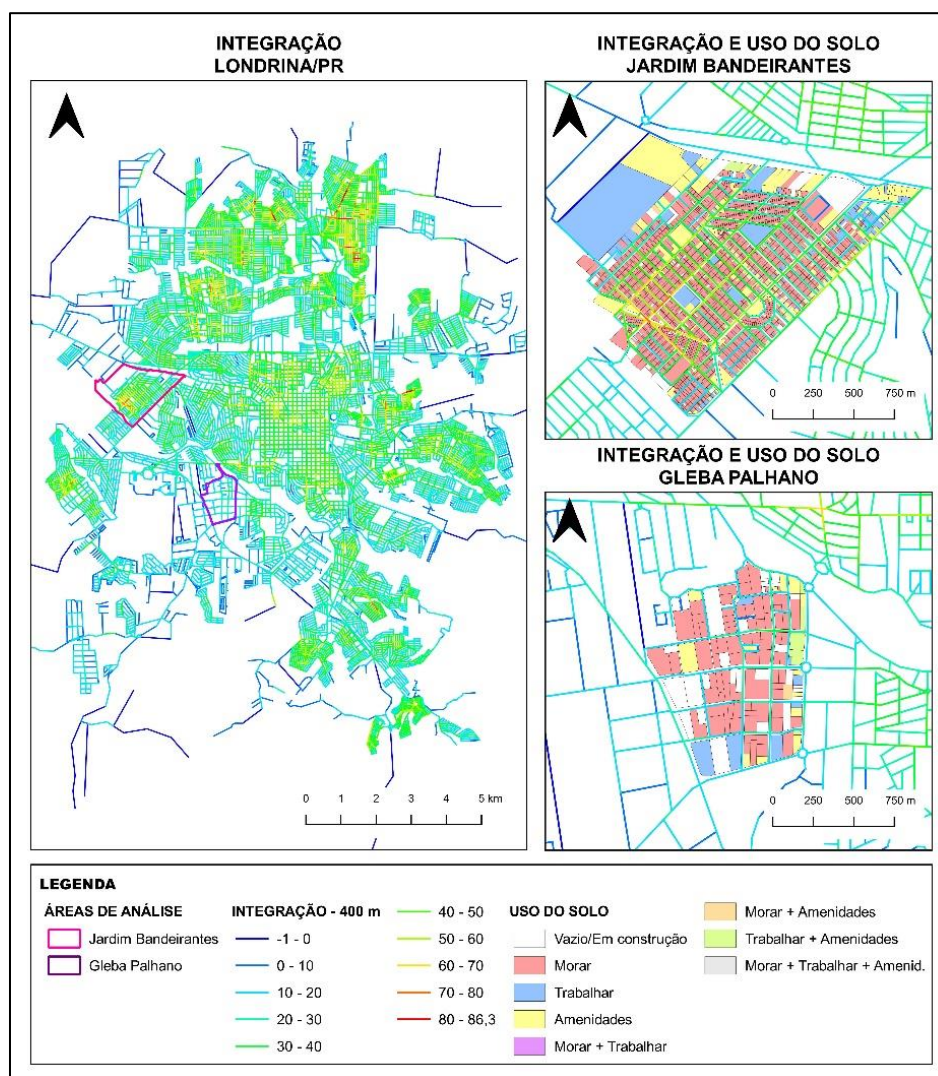 INTEGRAÇÃO
LONDRINA/PR
0 1 2 3 4 5 km
INTEGRAÇÃO E USO DO SOLO
JARDIM BANDEIRANTES
0 250 500 750 m
INTEGRAÇÃO E USO DO SOLO
GLEBA PALHANO
0 250 500 750 m
LEGENDA
ÁREAS DE ANÁLISE
Jardim Bandeirantes
Gleba Palhano
INTEGRAÇÃO - 400 m
-1 - 0
0 - 10
10 - 20
20 - 30
30 - 40
40 - 50
50 - 60
60 - 70
70 - 80
80 - 86,3
USO DO SOLO
Vazio/Em construção
Morar
Trabalhar
Amenidades
Morar + Trabalhar
Morar + Amenidades
Trabalhar + Amenidades
Morar + Trabalhar + Amenid.